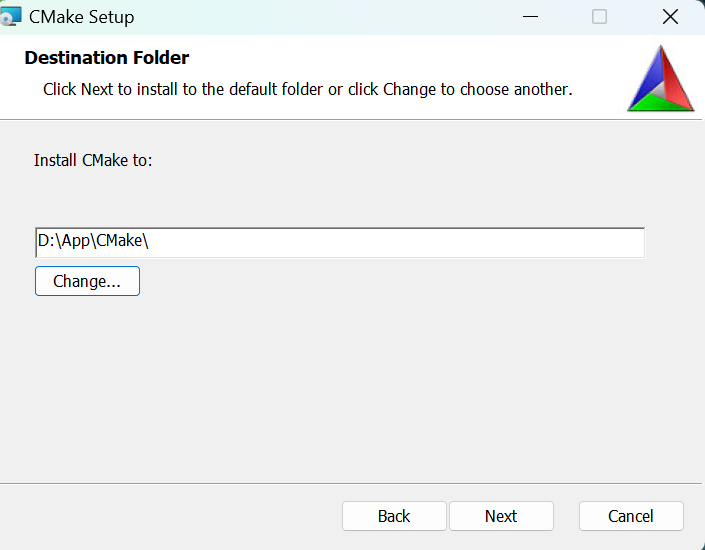 CMake Setup
Destination Folder
Click Next to install to the default folder or click Change to choose another.
Install CMake to:
D:\App\CMake\
Change...
Back
Next
Cancel